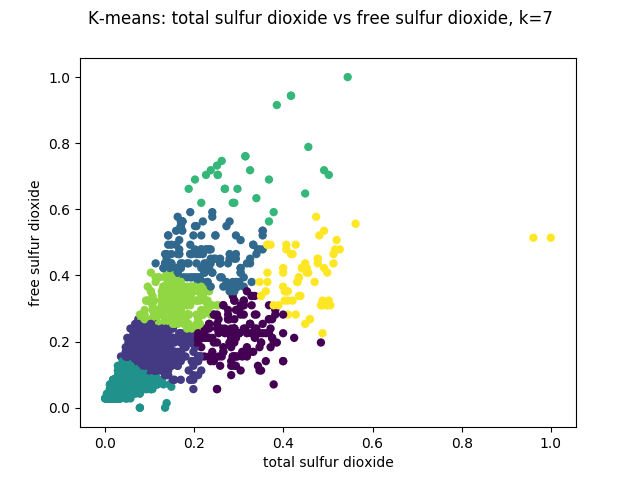 K-means: total sulfur dioxide vs free sulfur dioxide, k=7
1.0
0.8
0.6
0.4
0.2
0.0
free sulfur dioxide
0.0 0.2 0.4 0.6 0.8 1.0
total sulfur dioxide